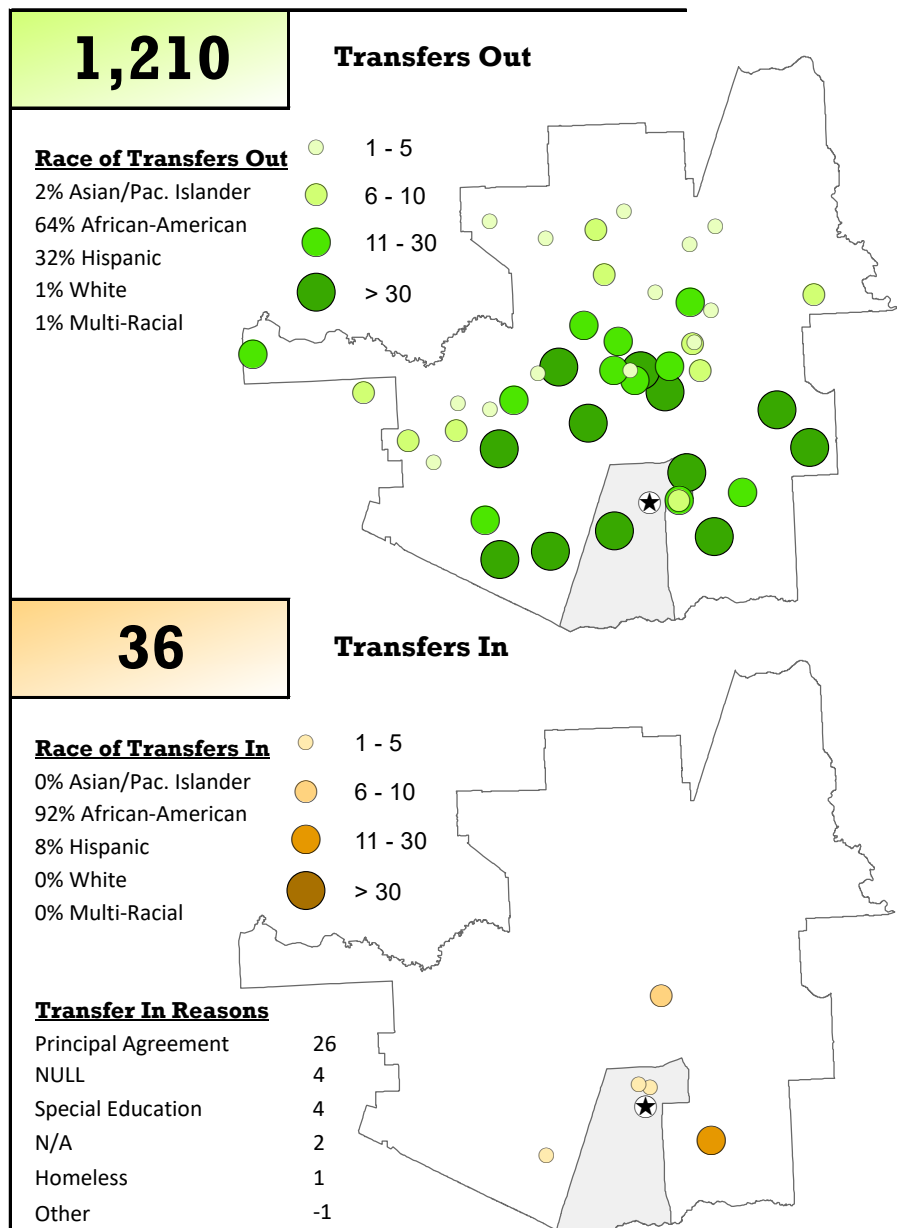 1,210
Transfers Out
Race of Transfers Out
2% Asian/Pac. Islander
64% African-American
32% Hispanic
1% White
1% Multi-Racial
1 - 5
6 - 10
11 - 30
> 30
36
Transfers In
Race of Transfers In
0% Asian/Pac. Islander
92% African-American
8% Hispanic
0% White
0% Multi-Racial
1 - 5
6 - 10
11 - 30
> 30
Transfer In Reasons
Principal Agreement 26
NULL 4
Special Education 4
N/A 2
Homeless 1
Other -1